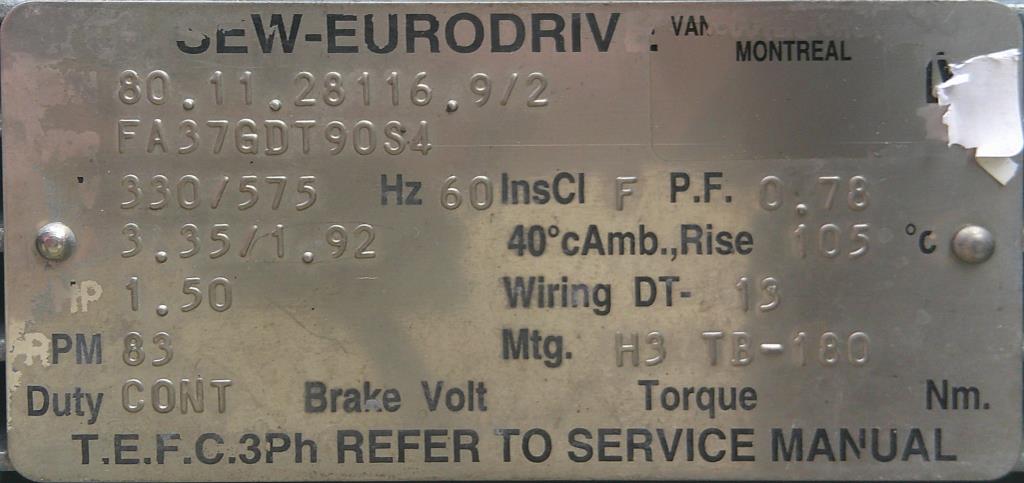 SEW-EURODRIV
MONTREAL
80.11.28116.9/2
FA37GDT90S4
330/575 Hz 60 InsCl F P.F. 0.78
3.35/1.92 40°cAmb.,Rise 105 °C
HP 1.50 Wiring DT- 13
RPM 83 Mtg. H3 TB-180
Duty CONT Brake Volt Torque Nm.
T.E.F.C.3Ph REFER TO SERVICE MANUAL